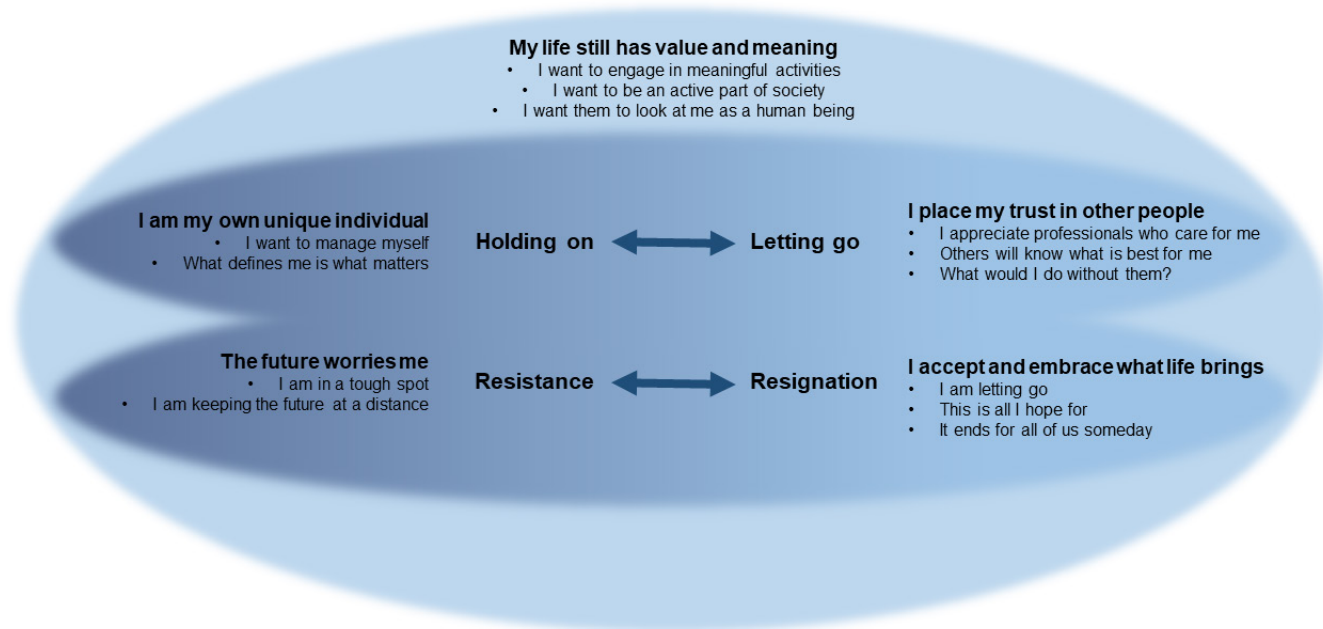 My life still has value and meaning
• I want to engage in meaningful activities
• I want to be an active part of society
• I want them to look at me as a human being
I am my own unique individual
• I want to manage myself
• What defines me is what matters
Holding on
Letting go
I place my trust in other people
• I appreciate professionals who care for me
• Others will know what is best for me
• What would I do without them?
The future worries me
• I am in a tough spot
• I am keeping the future at a distance
Resistance
Resignation
I accept and embrace what life brings
• I am letting go
• This is all I hope for
• It ends for all of us someday